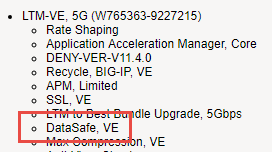 LTM-VE, 5G (W765363-9227215)
Rate Shaping
Application Acceleration Manager, Core
DENY-VER-V11.4.0
Recycle, BIG-IP, VE
APM, Limited
SSL, VE
LTM to Best Bundle Upgrade, 5Gbps
DataSafe, VE
Max Compression, VE